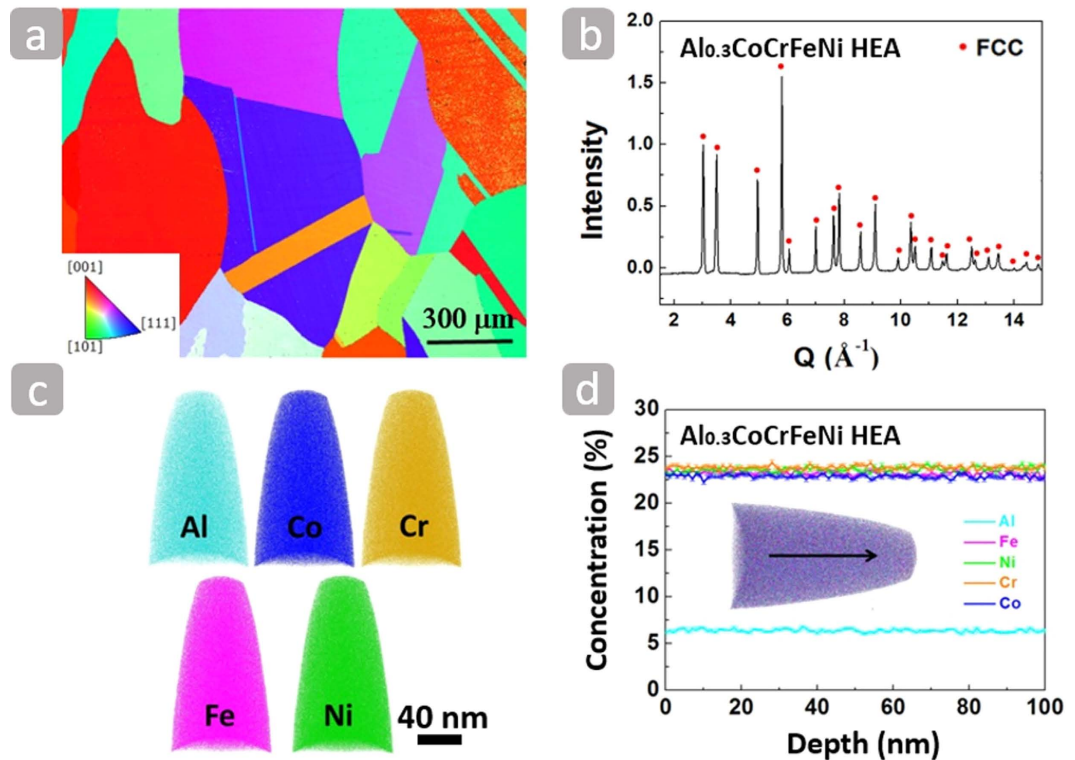 a
[001]
[111]
[101]
300 μm
b
Al0.3CoCrFeNi HEA
FCC
Intensity
2.0
1.5
1.0
0.5
0.0
2 4 6 8 10 12 14
Q (Å-1)
c
Al Co Cr
Fe Ni
40 nm
d
Al0.3CoCrFeNi HEA
Concentration (%)
30
25
20
15
10
5
0
Al
Fe
Ni
Cr
Co
0 20 40 60 80 100
Depth (nm)